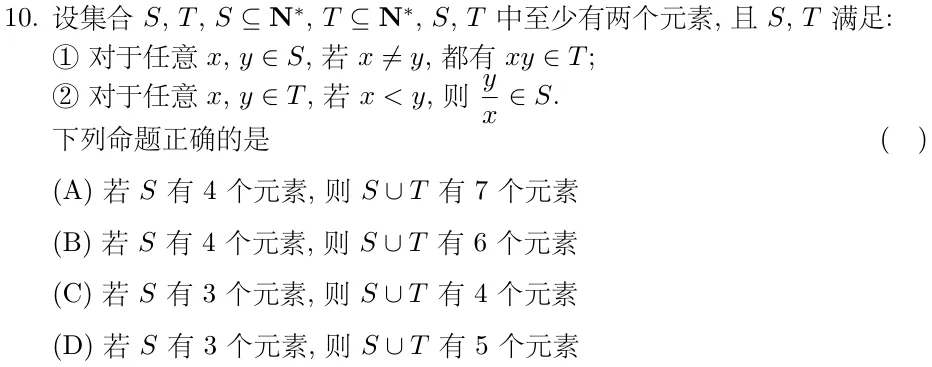 10. 设集合 S, T, S ⊆ N*, T ⊆ N*, S, T 中至少有两个元素, 且 S, T 满足:
① 对于任意 x, y ∈ S, 若 x ≠ y, 都有 xy ∈ T;
② 对于任意 x, y ∈ T, 若 x < y, 则 y/x ∈ S.
下列命题正确的是 ( )
(A) 若 S 有 4 个元素, 则 S ∪ T 有 7 个元素
(B) 若 S 有 4 个元素, 则 S ∪ T 有 6 个元素
(C) 若 S 有 3 个元素, 则 S ∪ T 有 4 个元素
(D) 若 S 有 3 个元素, 则 S ∪ T 有 5 个元素